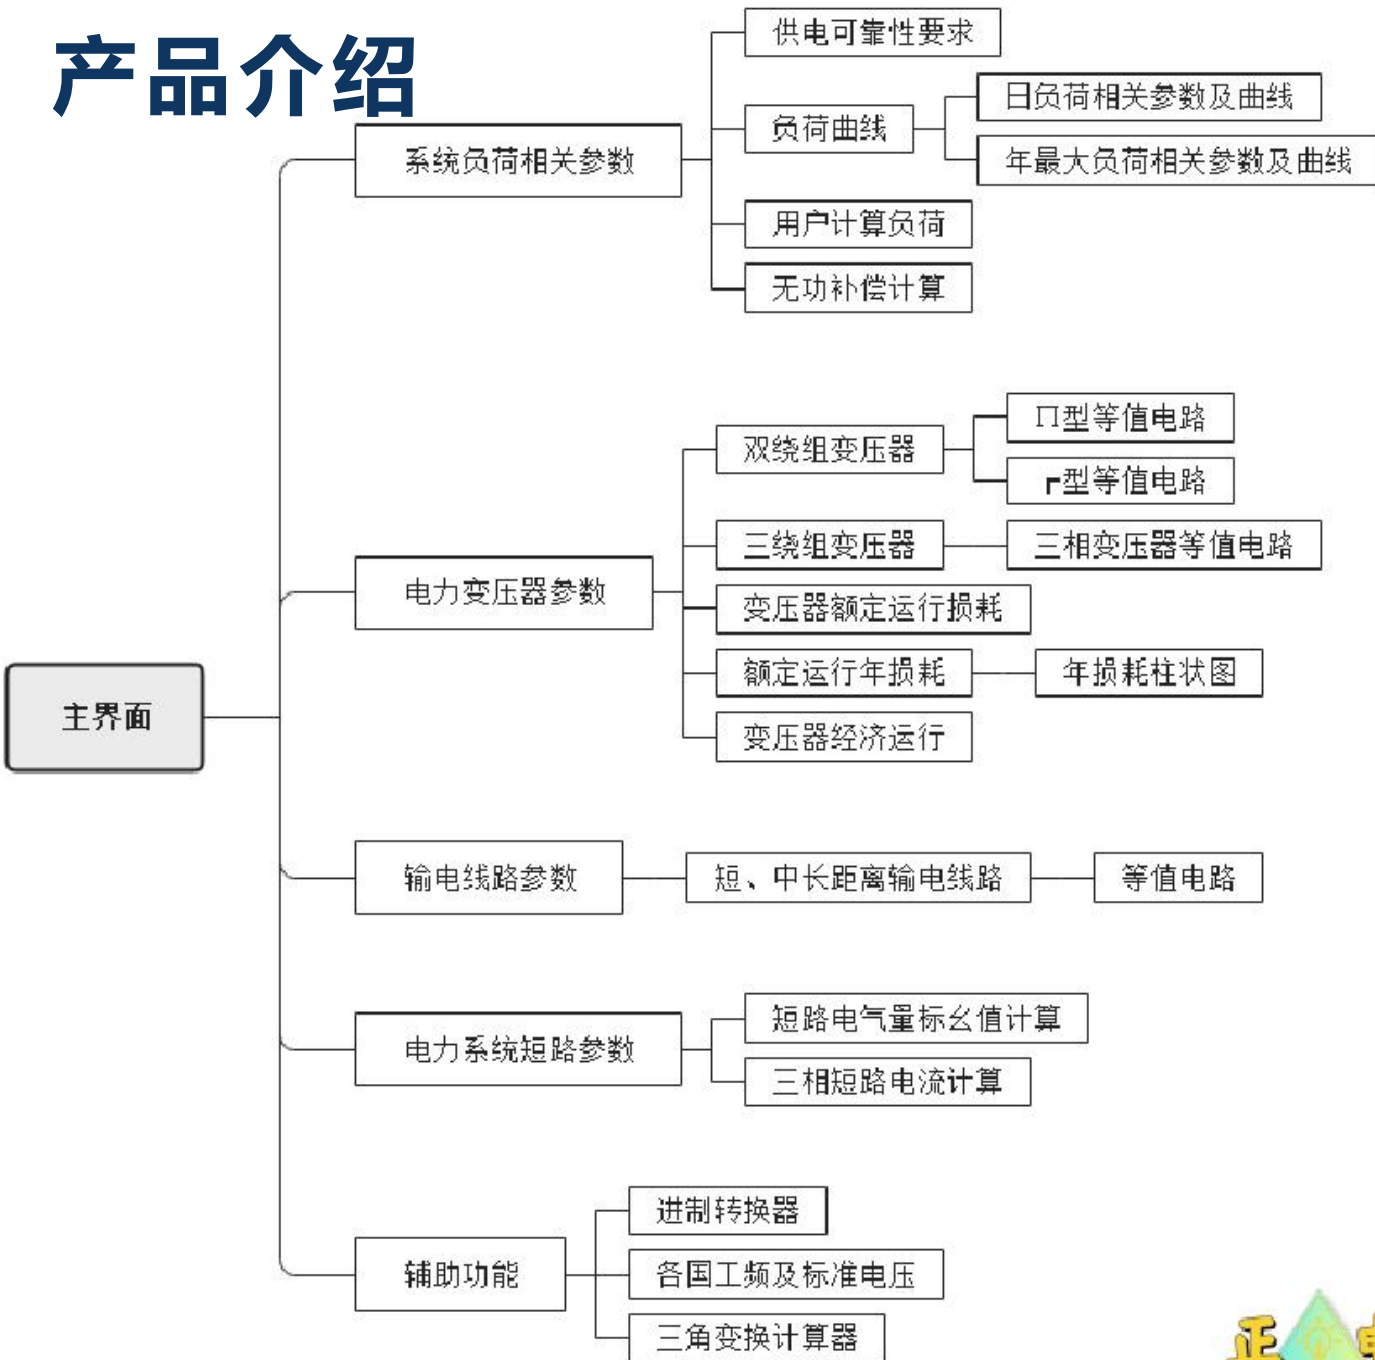 产品介绍
主界面
系统负荷相关参数
供电可靠性要求
负荷曲线
日负荷相关参数及曲线
年最大负荷相关参数及曲线
用户计算负荷
无功补偿计算
电力变压器参数
双绕组变压器
Π型等值电路
┏型等值电路
三绕组变压器
三相变压器等值电路
变压器额定运行损耗
额定运行年损耗
年损耗柱状图
变压器经济运行
输电线路参数
短、中长距离输电线路
等值电路
电力系统短路参数
短路电气量标幺值计算
三相短路电流计算
辅助功能
进制转换器
各国工频及标准电压
三角变换计算器
正